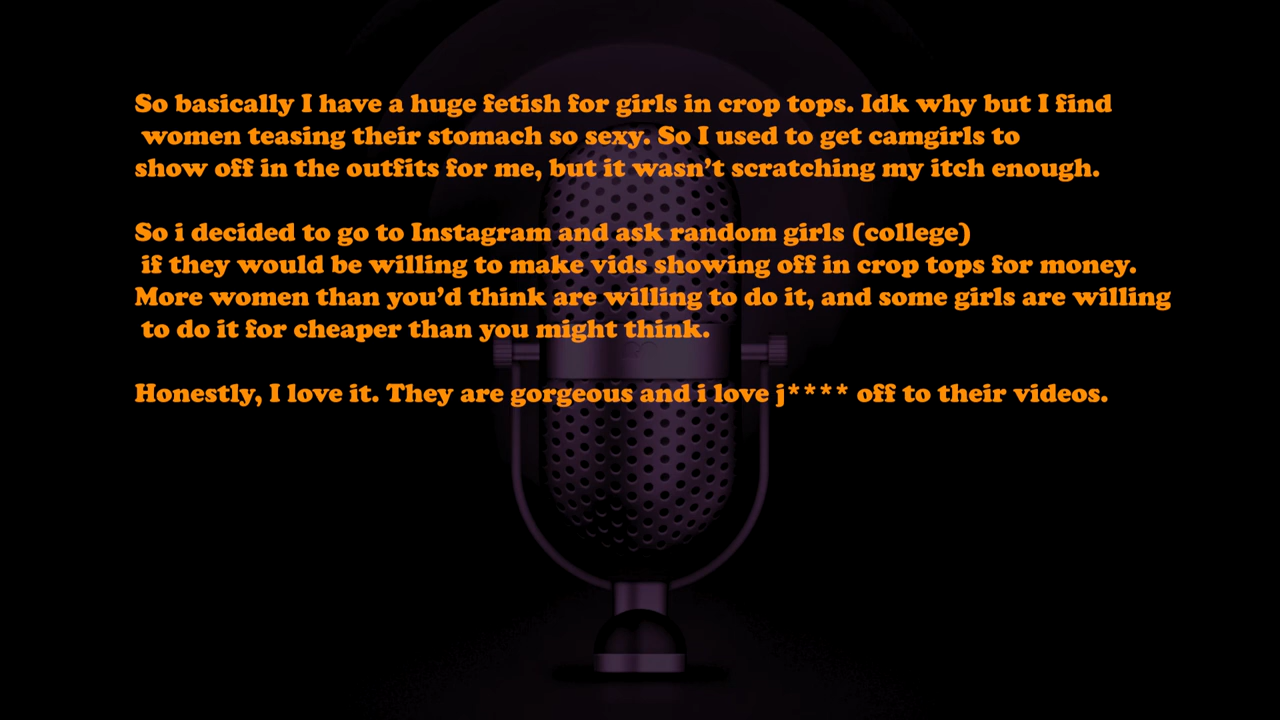 So basically I have a huge fetish for girls in crop tops. Idk why but I find
women teasing their stomach so sexy. So I used to get camgirls to
show off in the outfits for me, but it wasn't scratching my itch enough.
So i decided to go to Instagram and ask random girls (college)
if they would be willing to make vids showing off in crop tops for money.
More women than you'd think are willing to do it, and some girls are willing
to do it for cheaper than you might think.
Honestly, I love it. They are gorgeous and i love j**** off to their videos.